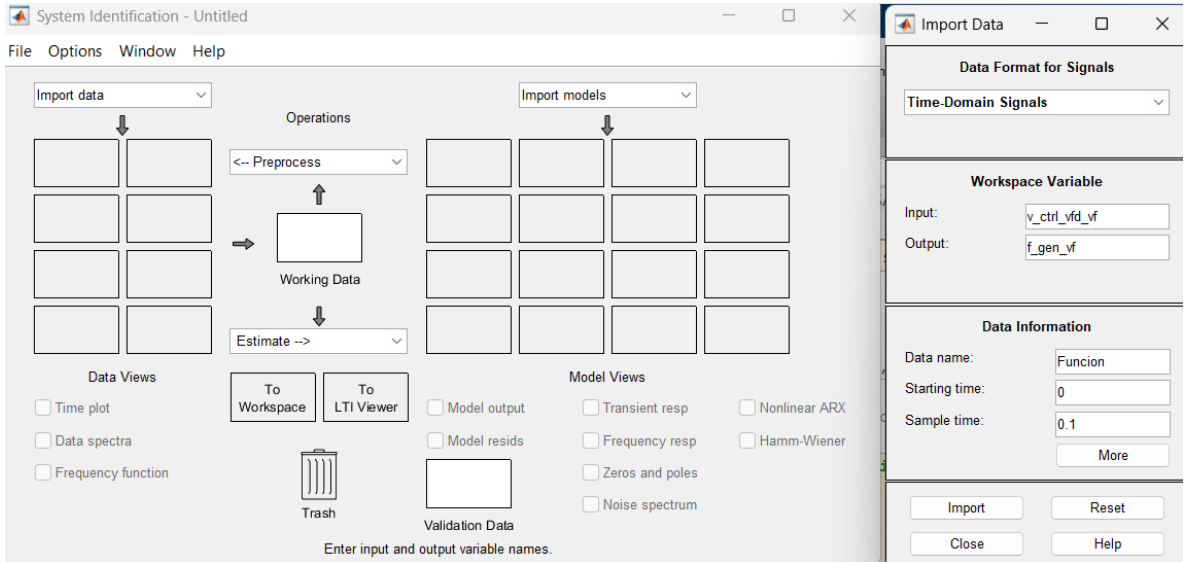 System Identification - Untitled
File Options Window Help
Import data
Import models
Operations
<-- Preprocess
Working Data
Estimate -->
Data Views
Model Views
To Workspace
To LTI Viewer
Time plot
Data spectra
Frequency function
Model output
Transient resp
Nonlinear ARX
Model resids
Frequency resp
Hamm-Wiener
Zeros and poles
Noise spectrum
Trash
Validation Data
Enter input and output variable names.
Import Data
Data Format for Signals
Time-Domain Signals
Workspace Variable
Input: v_ctrl_vfd_vf
Output: f_gen_vf
Data Information
Data name: Funcion
Starting time: 0
Sample time: 0.1
More
Import Reset
Close Help